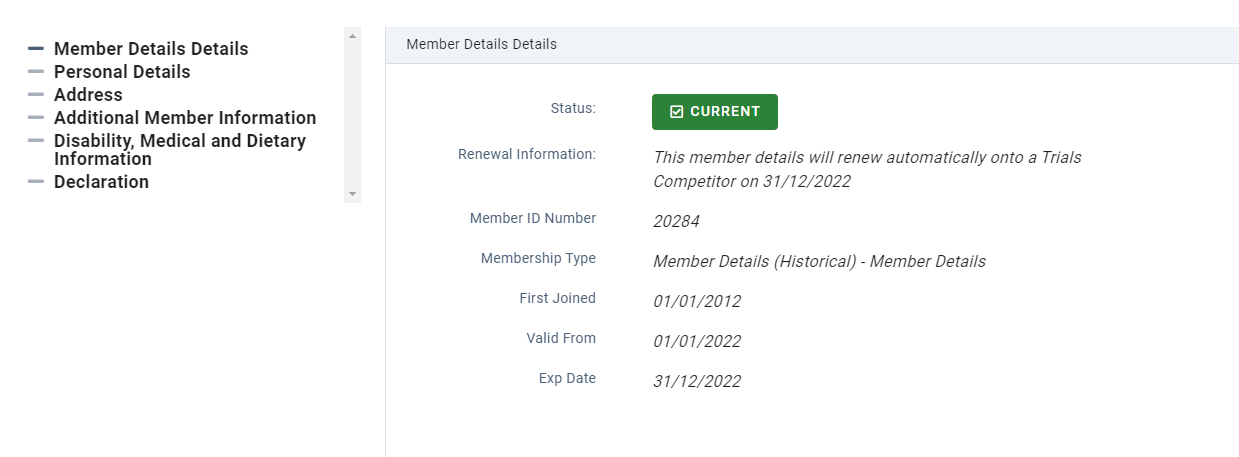 Member Details Details
Personal Details
Address
Additional Member Information
Disability, Medical and Dietary
Information
Declaration
Member Details Details
Status:
CURRENT
Renewal Information:
This member details will renew automatically onto a Trials
Competitor on 31/12/2022
Member ID Number
20284
Membership Type
Member Details (Historical) - Member Details
First Joined
01/01/2012
Valid From
01/01/2022
Exp Date
31/12/2022